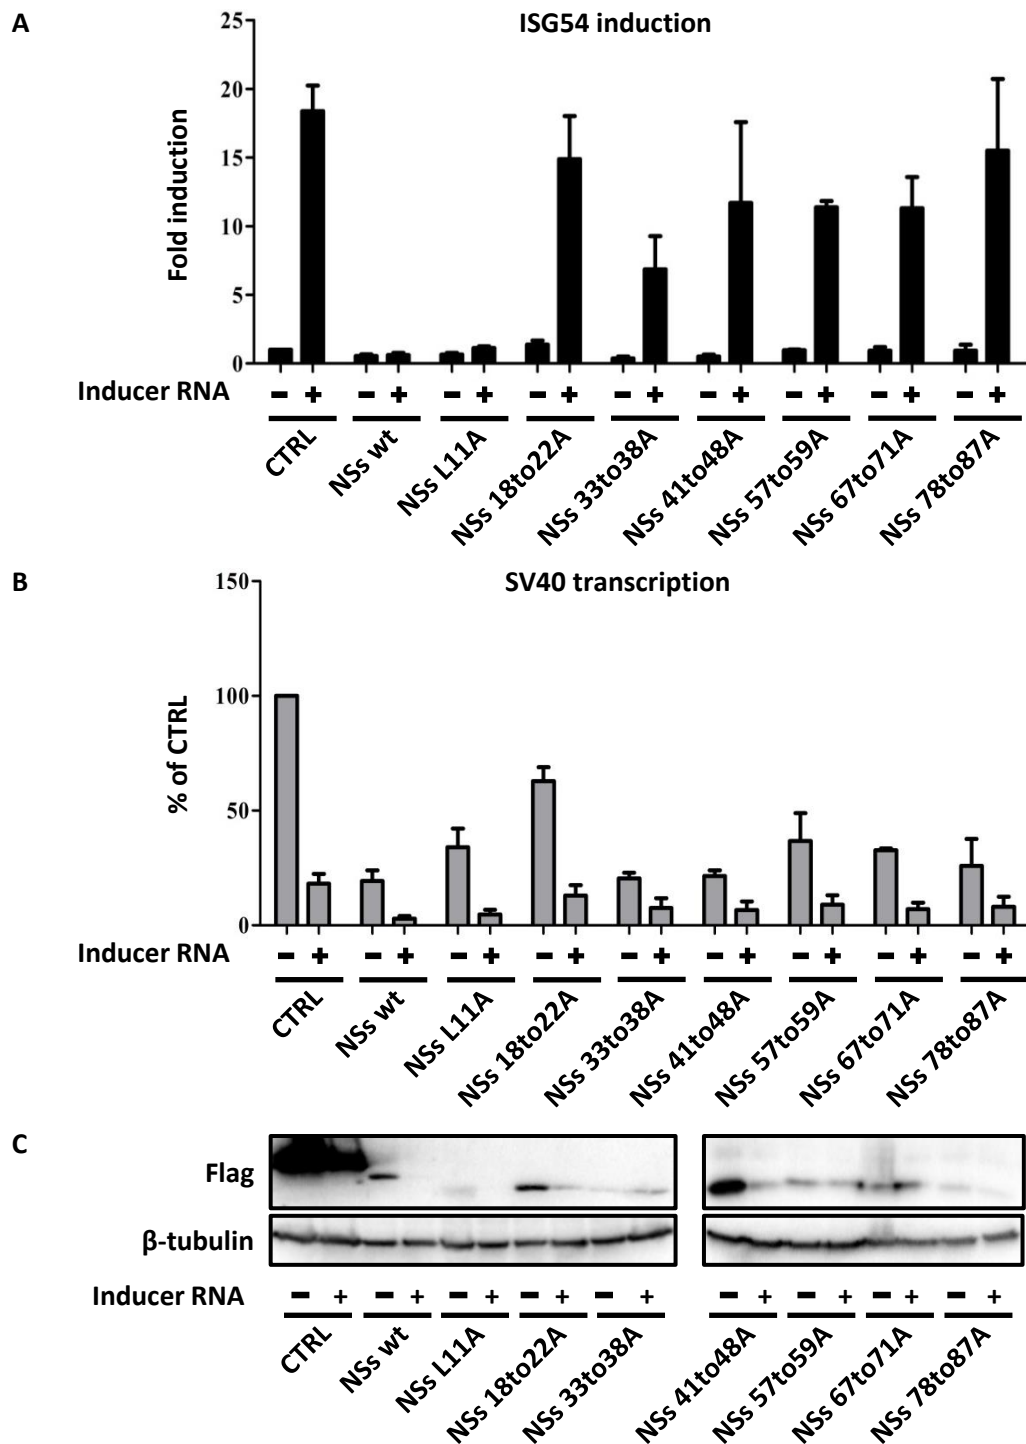 A
ISG54 induction
Fold induction
25
20
15
10
5
0
Inducer RNA - + - + - + - + - + - + - + - + - +
CTRL NSs wt NSs L11A NSs 18to22A NSs 33to38A NSs 41to48A NSs 57to59A NSs 67to71A NSs 78to87A
B
SV40 transcription
% of CTRL
150
100
50
0
Inducer RNA - + - + - + - + - + - + - + - + - +
CTRL NSs wt NSs L11A NSs 18to22A NSs 33to38A NSs 41to48A NSs 57to59A NSs 67to71A NSs 78to87A
C
Flag
β-tubulin
Inducer RNA - + - + - + - + - + - + - + - + - +
CTRL NSs wt NSs L11A NSs 18to22A NSs 33to38A NSs 41to48A NSs 57to59A NSs 67to71A NSs 78to87A